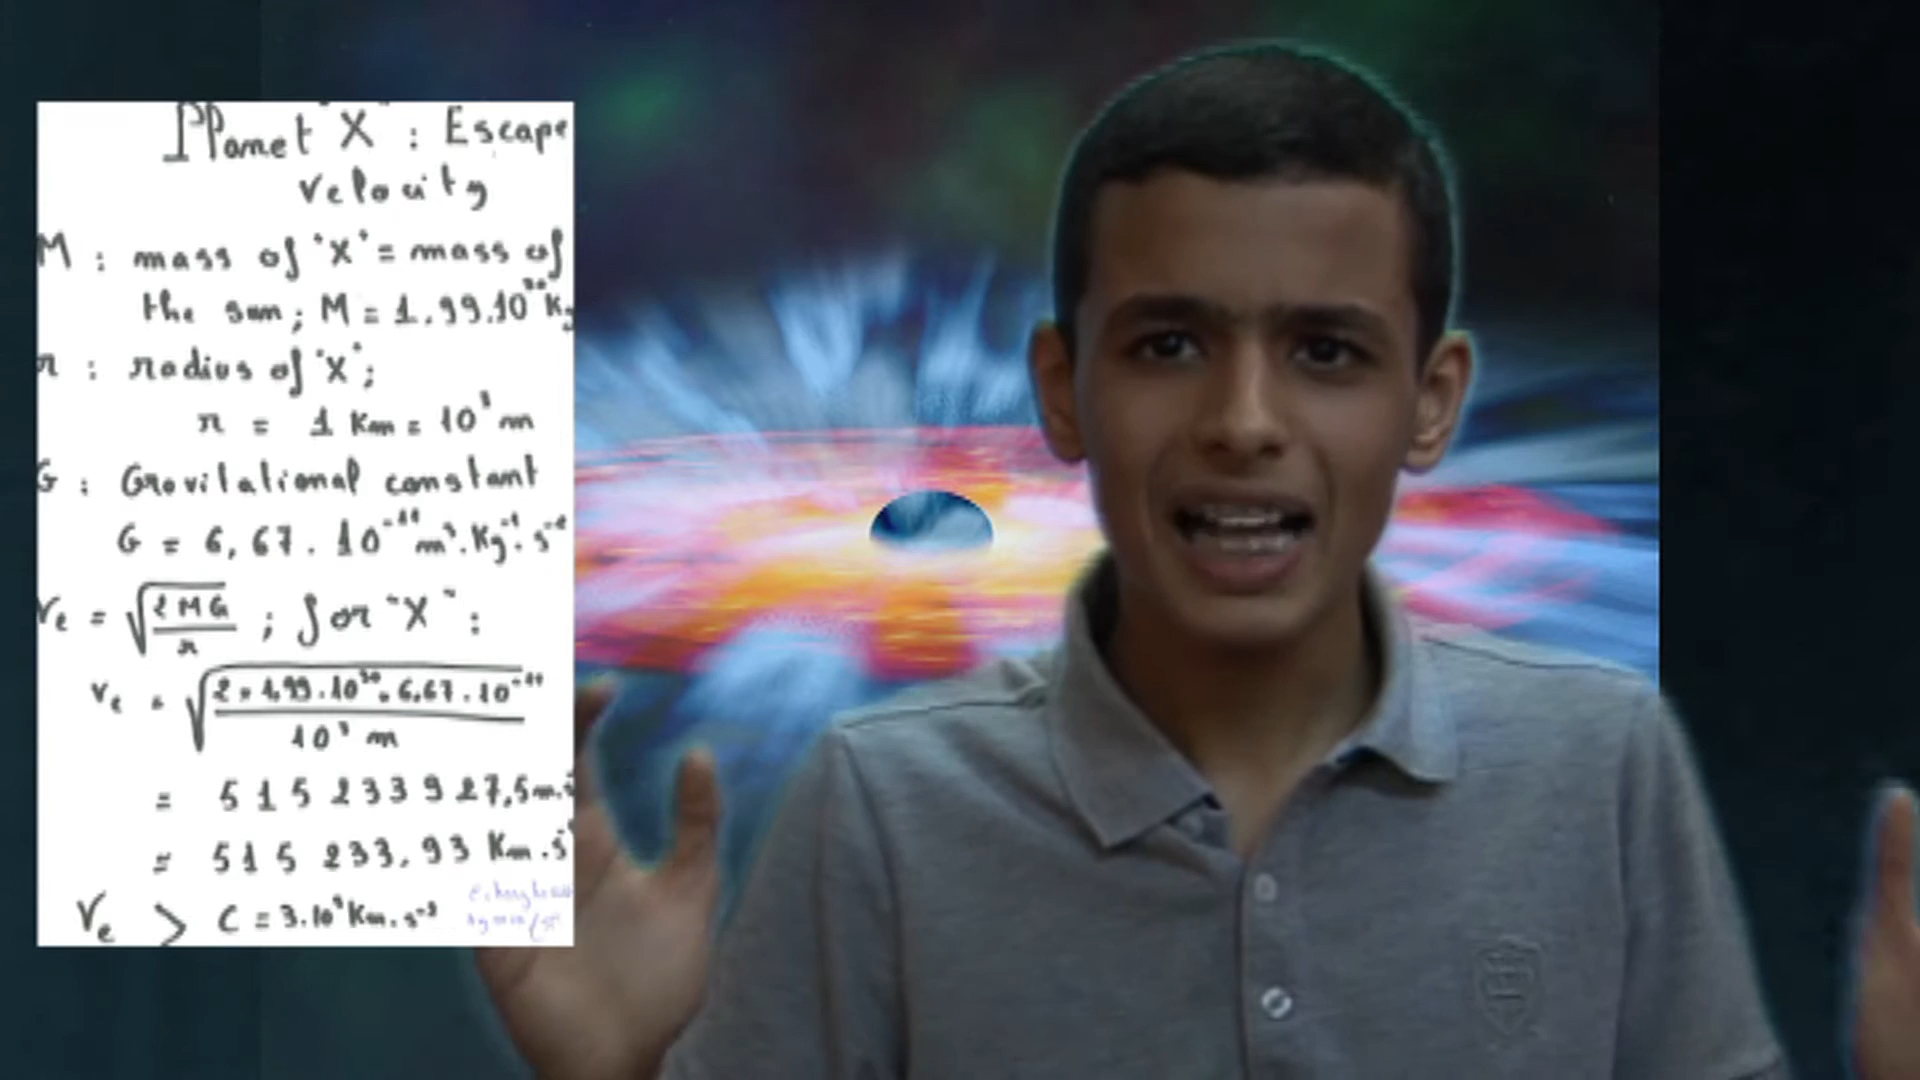 II Planet "X" : Escape
Velocity
M : mass of "X" = mass of
the sun; M = 1.99.10³⁰ Kg
r : radius of "X";
r = 1 Km = 10³ m
G : Gravitational constant
G = 6,67 . 10⁻¹¹ m³.Kg⁻¹.s⁻²
Ve = √(2MG/r) ; for "X" :
Ve = √(2 × 1,99.10³⁰ × 6,67.10⁻¹¹ / 10³ m)
= 515 233 927,5 m.s
= 515 233,93 Km.s
Ve > C = 3.10⁵ Km.s⁻¹